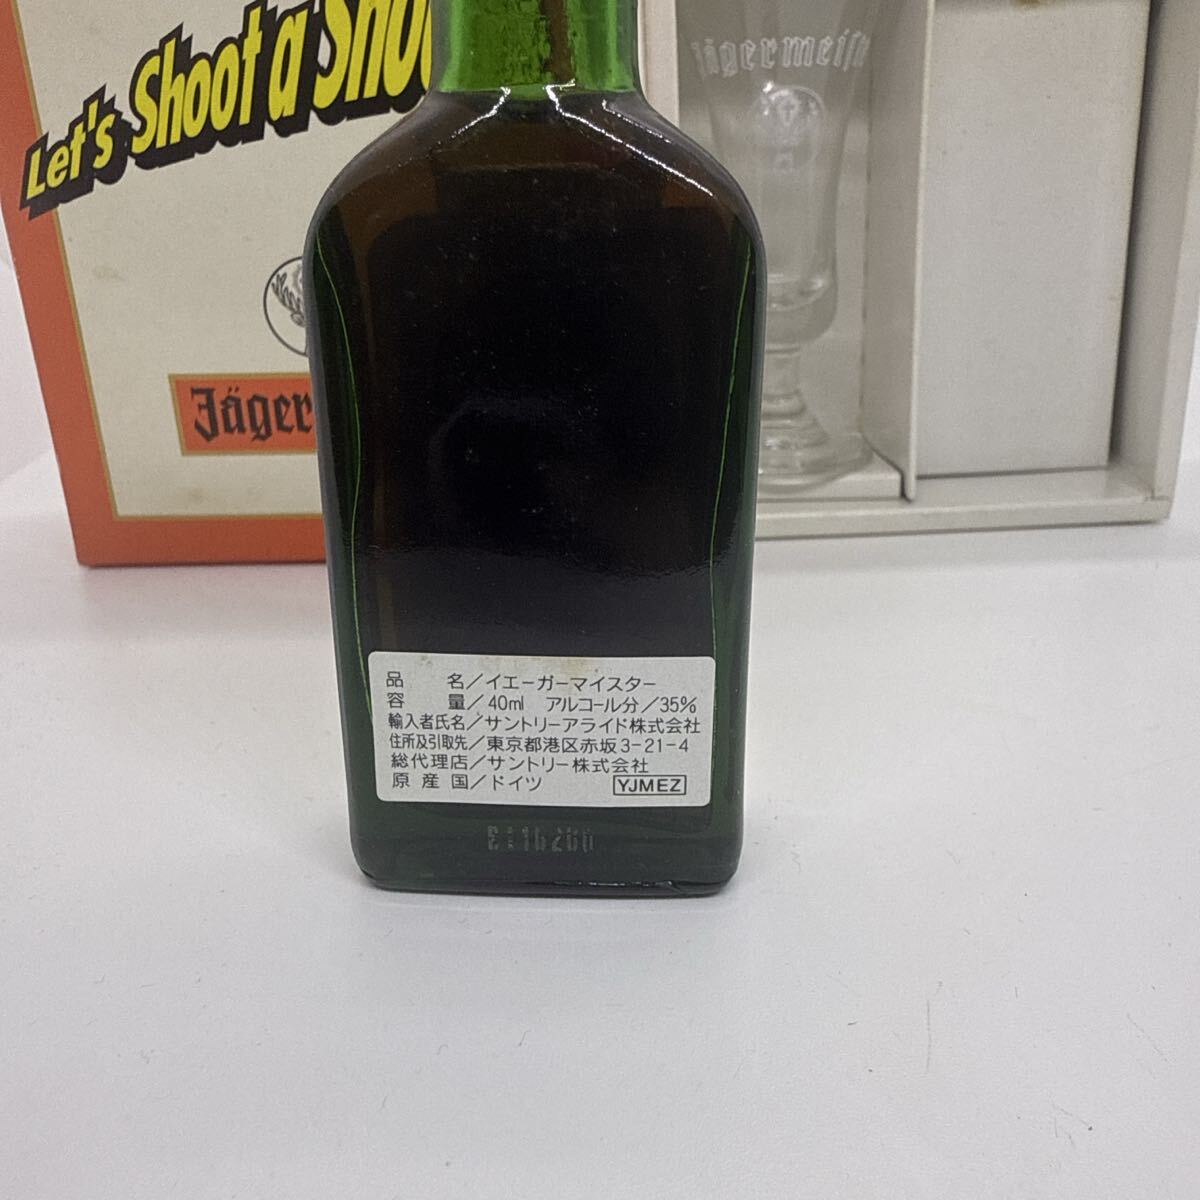 Let's Shoot a
Jägermeiste
Jäger
品 名/イエーガーマイスター
容 量/40ml アルコール分/35%
輸入者氏名/サントリーアライド株式会社
住所及引取先/東京都港区赤坂3-21-4
総代理店/サントリー株式会社
原産国/ドイツ YJMEZ